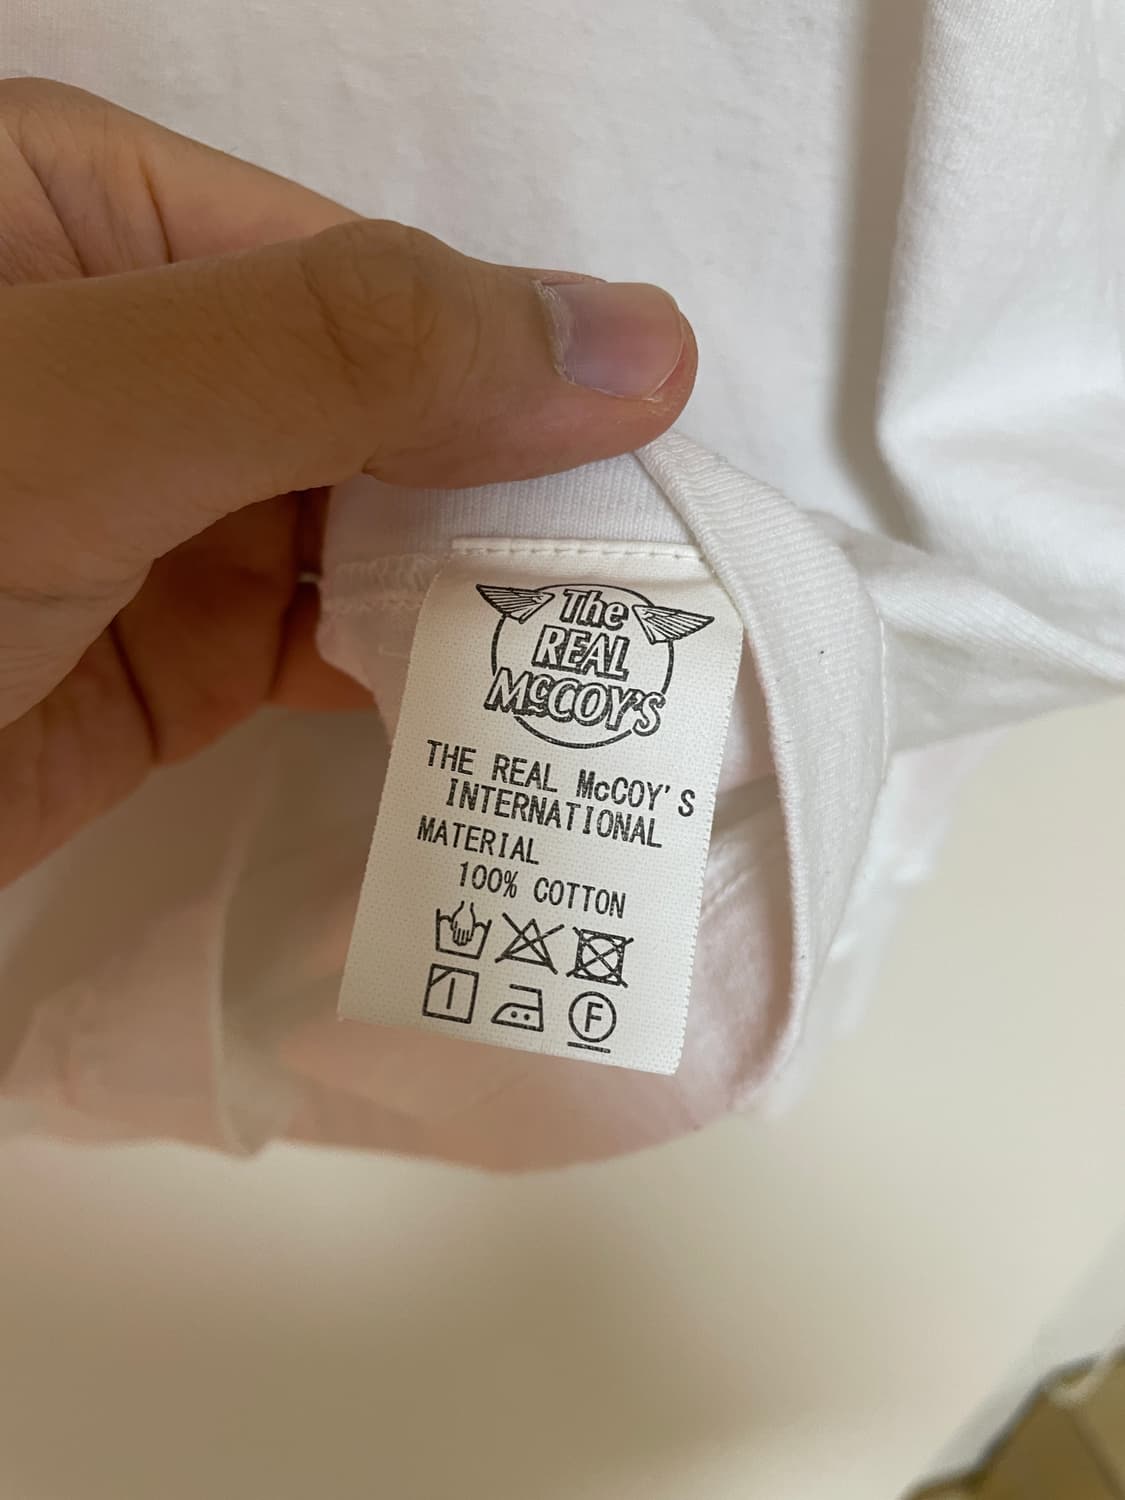 The
REAL
McCOY'S
THE REAL McCOY'S
INTERNATIONAL
MATERIAL
100% COTTON
F